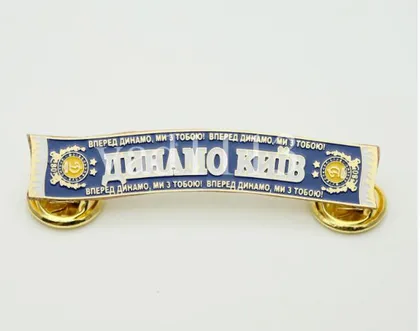 ВПЕРЕД ДИНАМО, МИ З ТОБОЮ! ВПЕРЕД ДИНАМО, МИ З ТОБОЮ!
ДИНАМО КИЇВ
ВПЕРЕД ДИНАМО, МИ З ТОБОЮ! ВПЕРЕД ДИНАМО, МИ З ТОБОЮ!